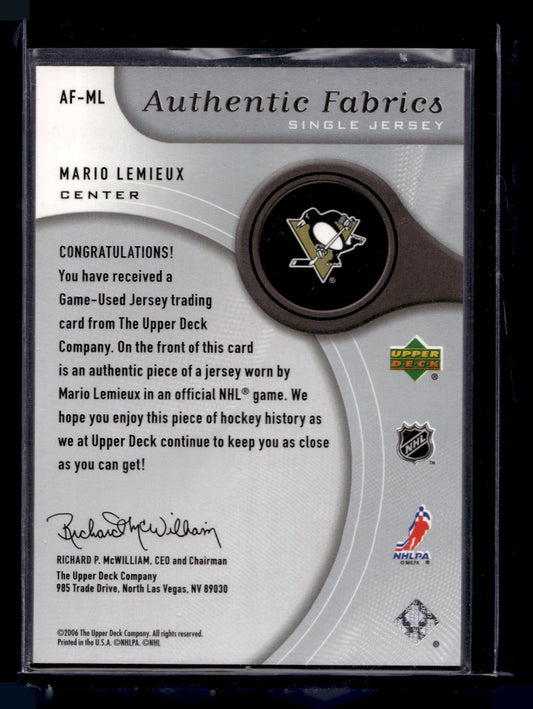 AF-ML
Authentic Fabrics
SINGLE JERSEY
MARIO LEMIEUX
CENTER
CONGRATULATIONS!
You have received a
Game-Used Jersey trading
card from The Upper Deck
Company. On the front of this card
is an authentic piece of a jersey worn by
Mario Lemieux in an official NHL® game. We
hope you enjoy this piece of hockey history as
we at Upper Deck continue to keep you as close
as you can get!
®
UPPER
DECK
®
NHL
™
NHLPA
© NHLPA ®
Richard McWilliam
RICHARD P. McWILLIAM, CEO and Chairman
The Upper Deck Company
985 Trade Drive, North Las Vegas, NV 89030
©2006 The Upper Deck Company. All rights reserved.
Printed in the U.S.A. ©NHLPA. ©NHL
®